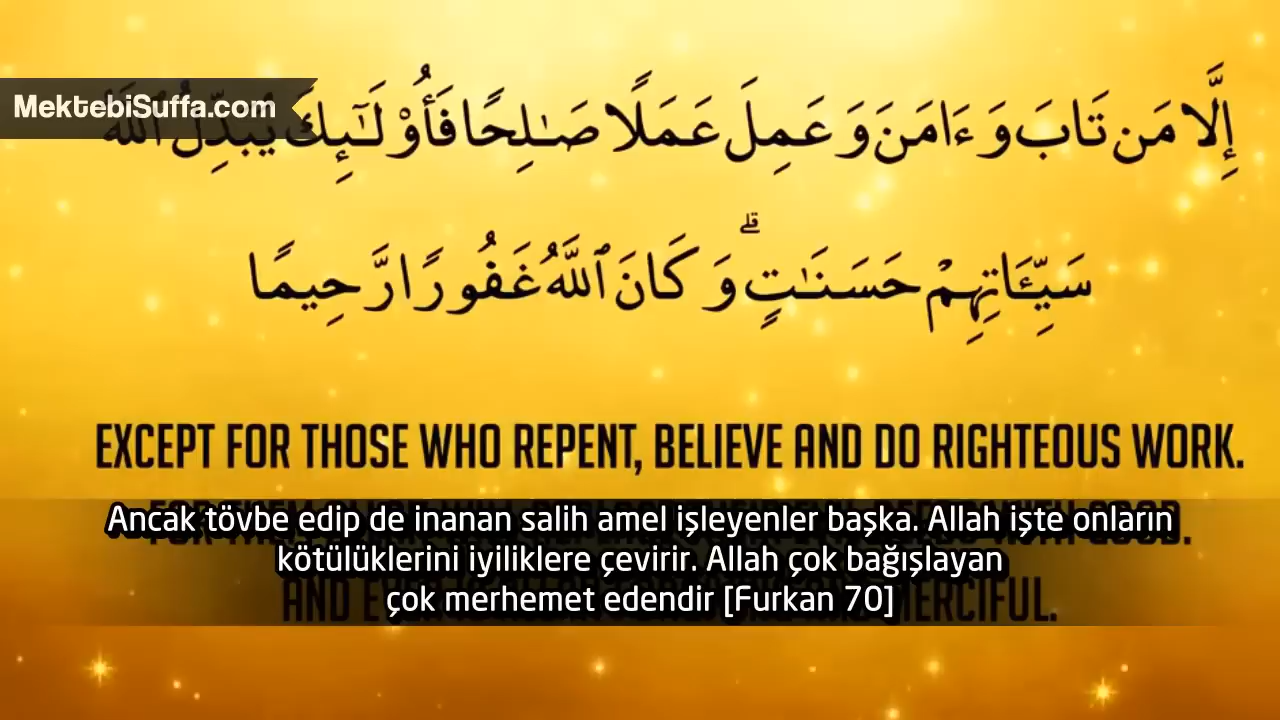 MektebiSuffa.com
إِلَّا مَن تَابَ وَءَامَنَ وَعَمِلَ عَمَلًا صَـٰلِحًا فَأُو۟لَـٰٓئِكَ يُبَدِّلُ ٱللَّهُ
سَيِّـَٔاتِهِمْ حَسَنَـٰتٍ ۗ وَكَانَ ٱللَّهُ غَفُورًا رَّحِيمًا
EXCEPT FOR THOSE WHO REPENT, BELIEVE AND DO RIGHTEOUS WORK.
Ancak tövbe edip de inanan salih amel işleyenler başka. Allah işte onların
kötülüklerini iyiliklere çevirir. Allah çok bağışlayan
çok merhemet edendir [Furkan 70]
MERCIFUL.